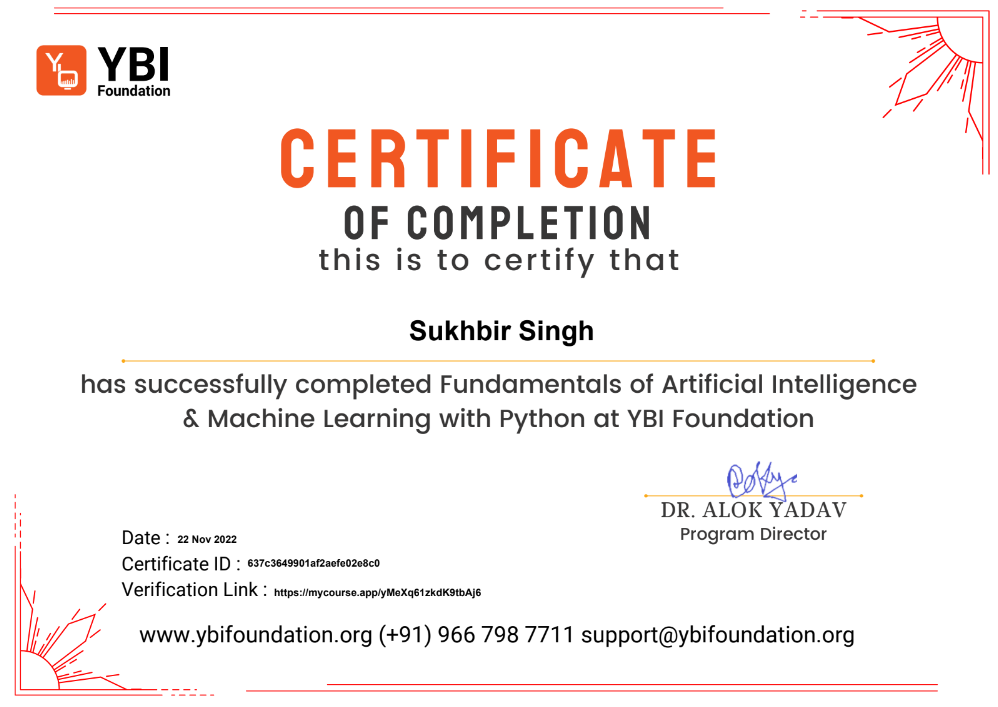 YBI
Foundation
CERTIFICATE
OF COMPLETION
this is to certify that
Sukhbir Singh
has successfully completed Fundamentals of Artificial Intelligence
& Machine Learning with Python at YBI Foundation
DR. ALOK YADAV
Program Director
Date : 22 Nov 2022
Certificate ID : 637c3649901af2aefe02e8c0
Verification Link : https://mycourse.app/yMeXq61zkdK9tbAj6
www.ybifoundation.org (+91) 966 798 7711 support@ybifoundation.org